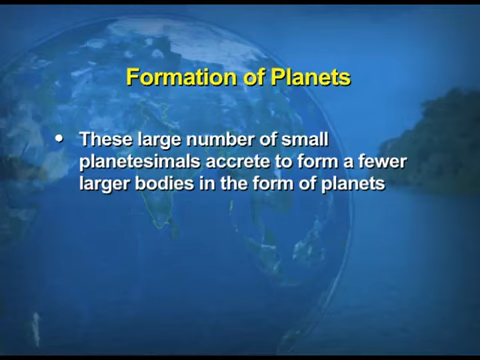 Formation of Planets
• These large number of small
planetesimals accrete to form a fewer
larger bodies in the form of planets